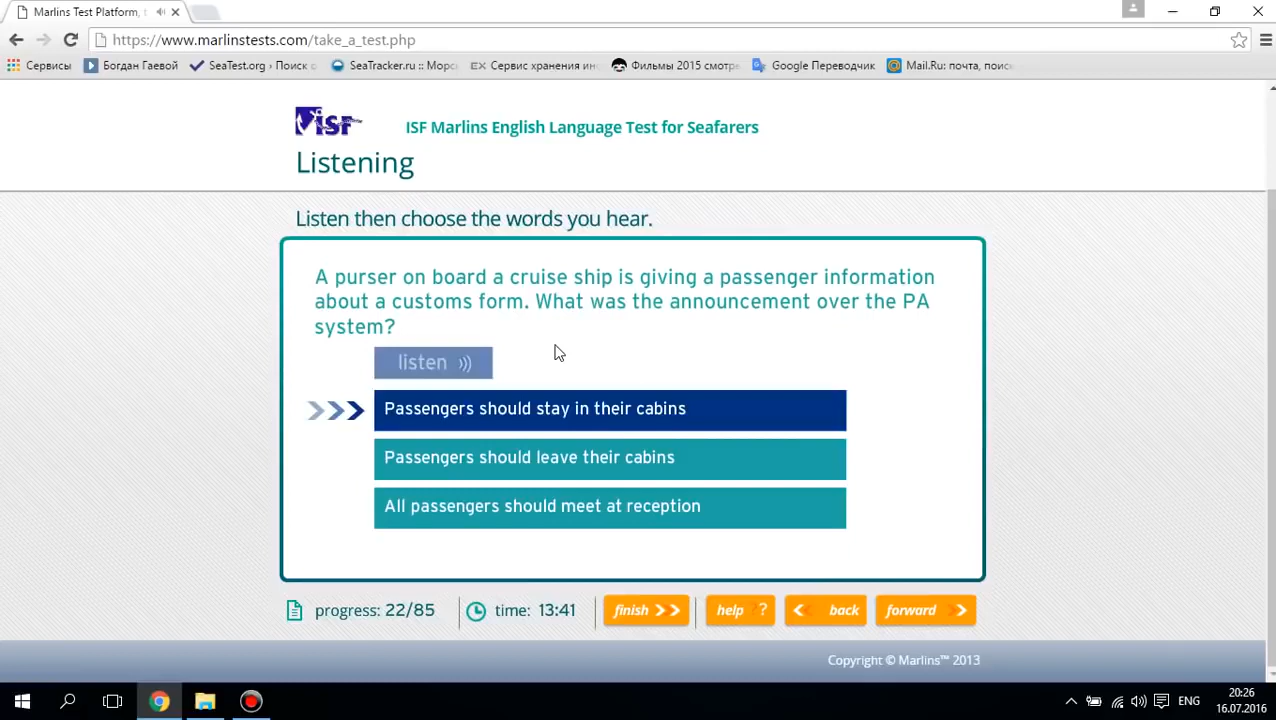 Marlins Test Platform, t
https://www.marlinstests.com/take_a_test.php
Сервисы
Богдан Гаевой
SeaTest.org › Поиск с
SeaTracker.ru :: Морс
EX Сервис хранения ин
Фильмы 2015 смотр
Google Переводчик
Mail.Ru: почта, поиск
ISF
ISF Marlins English Language Test for Seafarers
Listening
Listen then choose the words you hear.
A purser on board a cruise ship is giving a passenger information
about a customs form. What was the announcement over the PA
system?
listen
Passengers should stay in their cabins
Passengers should leave their cabins
All passengers should meet at reception
progress: 22/85
time: 13:41
finish
help ?
back
forward
Copyright © Marlins™ 2013
ENG
20:26
16.07.2016